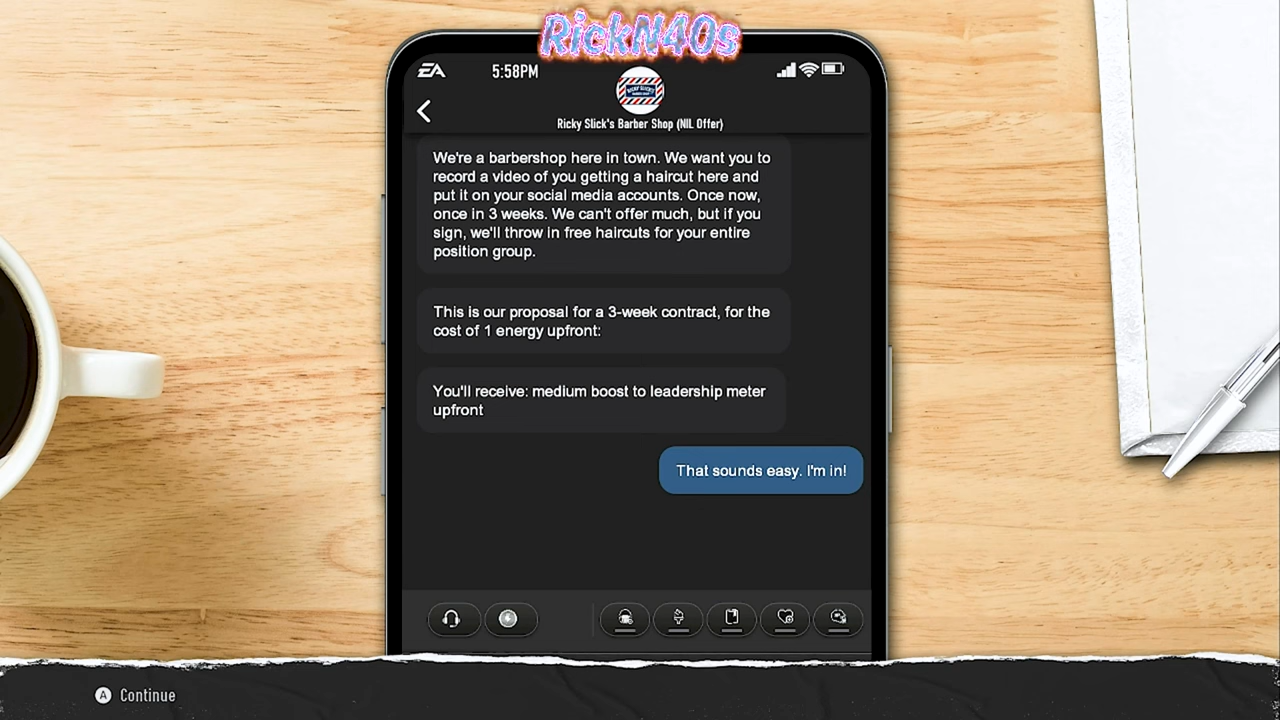 RickN40s
EA
5:58PM
RICKY SLICK'S
Ricky Slick's Barber Shop (NIL Offer)
We're a barbershop here in town. We want you to
record a video of you getting a haircut here and
put it on your social media accounts. Once now,
once in 3 weeks. We can't offer much, but if you
sign, we'll throw in free haircuts for your entire
position group.
This is our proposal for a 3-week contract, for the
cost of 1 energy upfront:
You'll receive: medium boost to leadership meter
upfront
That sounds easy. I'm in!
A Continue